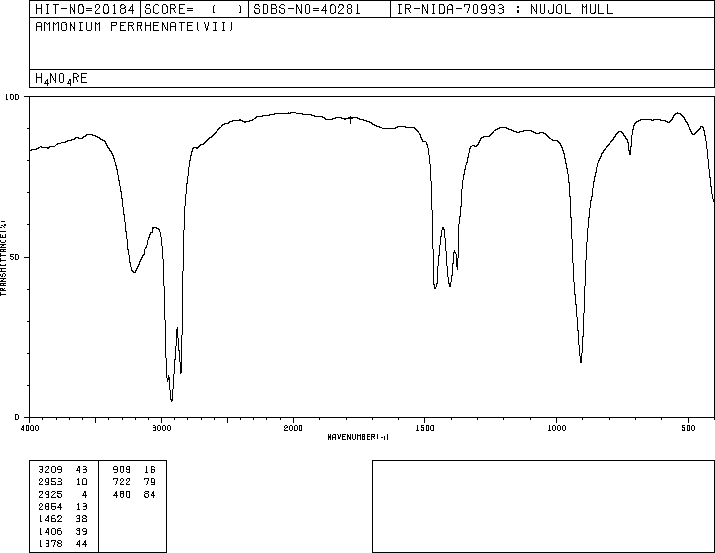 HIT-NO=20184 SCORE= ( ) SDBS-NO=40281 IR-NIDA-70993 : NUJOL MULL
AMMONIUM PERRHENATE(VII)
H4NO4RE
100
50
0
TRANSMITTANCE(%)
4000 3000 2000 1500 1000 500
WAVENUMBER(-1)
3209 43 909 16
2953 10 722 79
2925 4 480 84
2854 13
1462 38
1406 39
1378 44